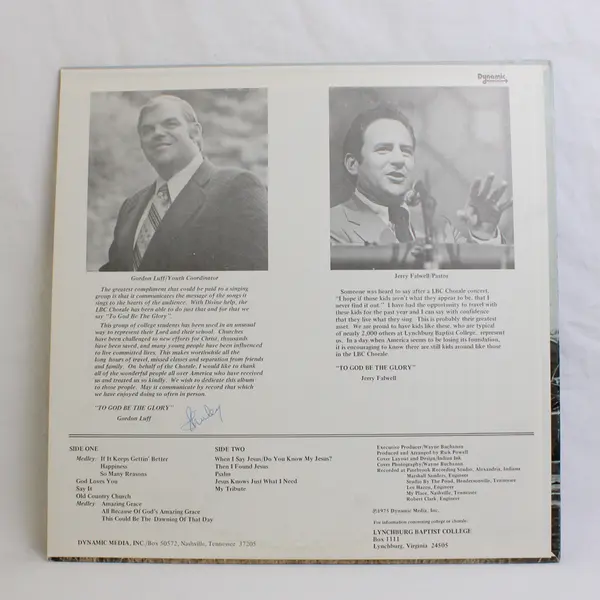 Dynamic
Gordon Luff/Youth Coordinator
The greatest compliment that could be paid to a singing
group is that it communicates the message of the songs it
sings to the hearts of the audience. With Divine help, the
LBC Chorale has been able to do just that and for that we
say "To God Be The Glory".
This group of college students has been used in an unusual
way to represent their Lord and their school. Churches
have been challenged to new efforts for Christ, thousands
have been saved, and many young people have been influenced
to live committed lives. This makes worthwhile all the
long hours of travel, missed classes and separation from friends
and family. On behalf of the Chorale, I would like to thank
all of the wonderful people all over America who have received
us and treated us so kindly. We wish to dedicate this album
to those people. May it communicate by record that which
we have enjoyed doing so often in person.
"TO GOD BE THE GLORY"
Gordon Luff
Jerry Falwell/Pastor
Someone was heard to say after a LBC Chorale concert,
"I hope if those kids aren't what they appear to be, that I
never find it out." I have had the opportunity to travel with
these kids for the past year and I can say with confidence
that they live what they sing. This is probably their greatest
asset. We are proud to have kids like these, who are typical
of nearly 2,000 others at Lynchburg Baptist College, represent
us. In a day when America seems to be losing its foundation,
it is encouraging to know there are still kids around like those
in the LBC Chorale.
"TO GOD BE THE GLORY"
Jerry Falwell
SIDE ONE
Medley: If It Keeps Gettin' Better
Happiness
So Many Reasons
God Loves You
Say It
Old Country Church
Medley: Amazing Grace
All Because Of God's Amazing Grace
This Could Be The Dawning Of That Day
SIDE TWO
When I Say Jesus/Do You Know My Jesus?
Then I Found Jesus
Psalm
Jesus Knows Just What I Need
My Tribute
Executive Producer/Wayne Buchanan
Produced and Arranged by Rick Powell
Cover Layout and Design/Indian Ink
Cover Photography/Wayne Buchanan
Recorded at Pinebrook Recording Studio, Alexandria, Indiana
Marshall Sanders, Engineer
Studio By The Pond, Hendersonville, Tennessee
Lee Hazen, Engineer
My Place, Nashville, Tennessee
Robert Clark, Engineer
©1975 Dynamic Media, Inc.
For information concerning college or chorale:
LYNCHBURG BAPTIST COLLEGE
Box 1111
Lynchburg, Virginia 24505
DYNAMIC MEDIA, INC./Box 50572, Nashville, Tennessee 37205